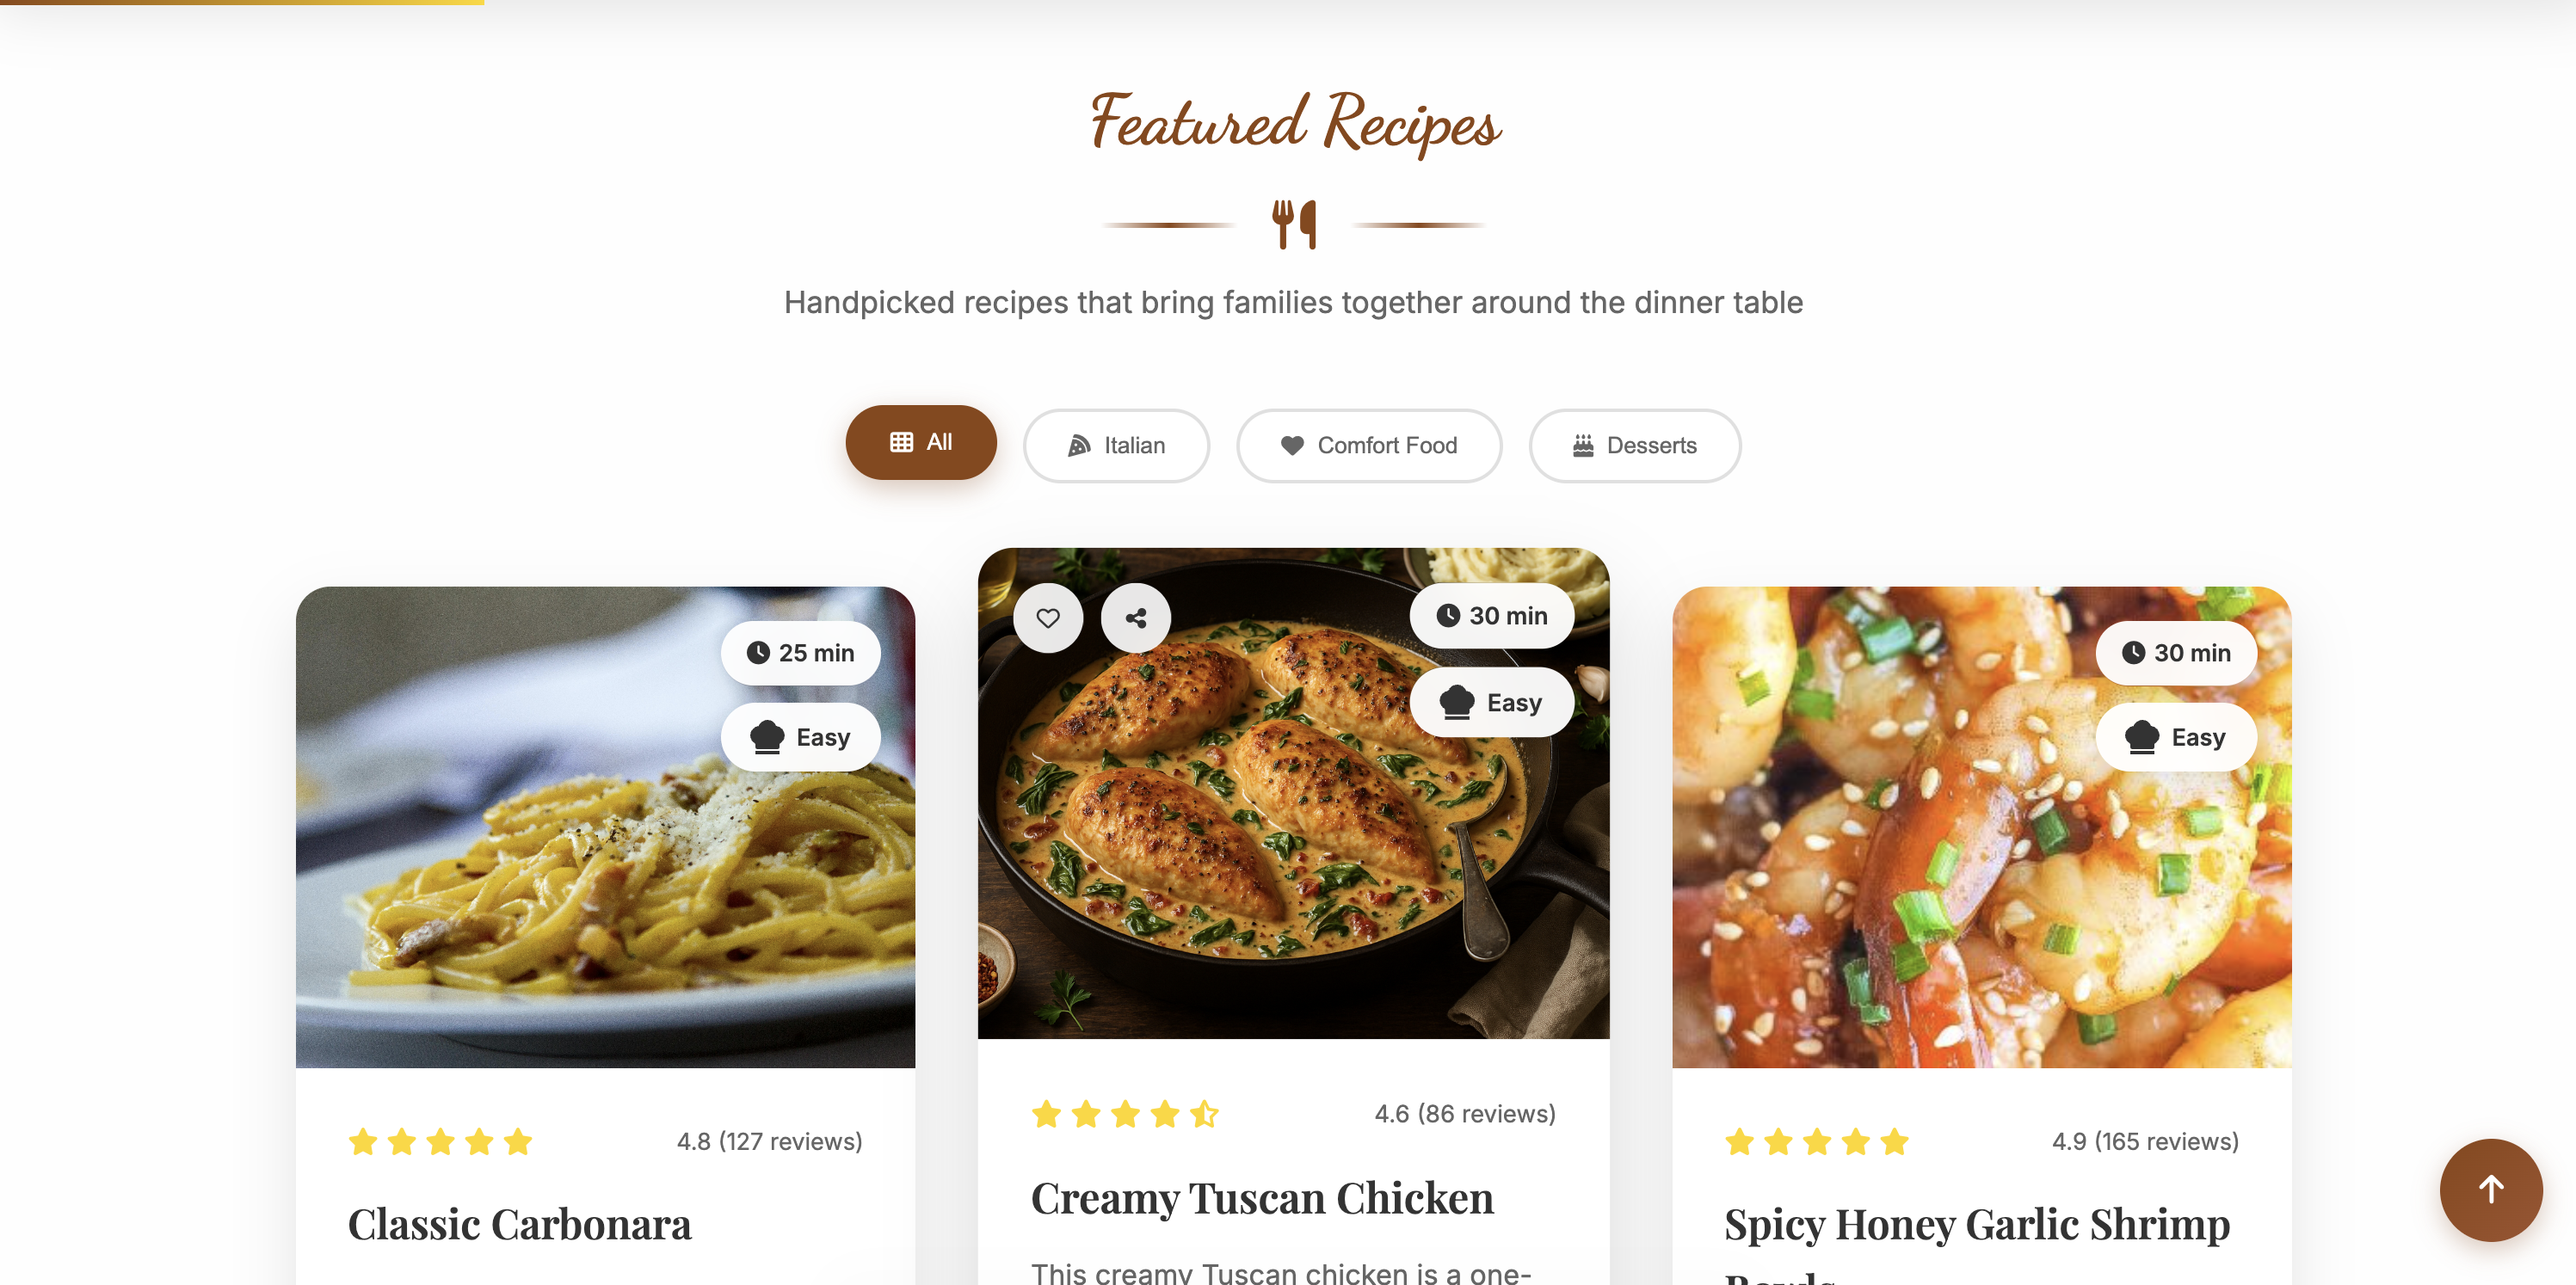 Featured Recipes
Handpicked recipes that bring families together around the dinner table
All
Italian
Comfort Food
Desserts
25 min
Easy
4.8 (127 reviews)
Classic Carbonara
30 min
Easy
4.6 (86 reviews)
Creamy Tuscan Chicken
This creamy Tuscan chicken is a one-
30 min
Easy
4.9 (165 reviews)
Spicy Honey Garlic Shrimp
Bowls